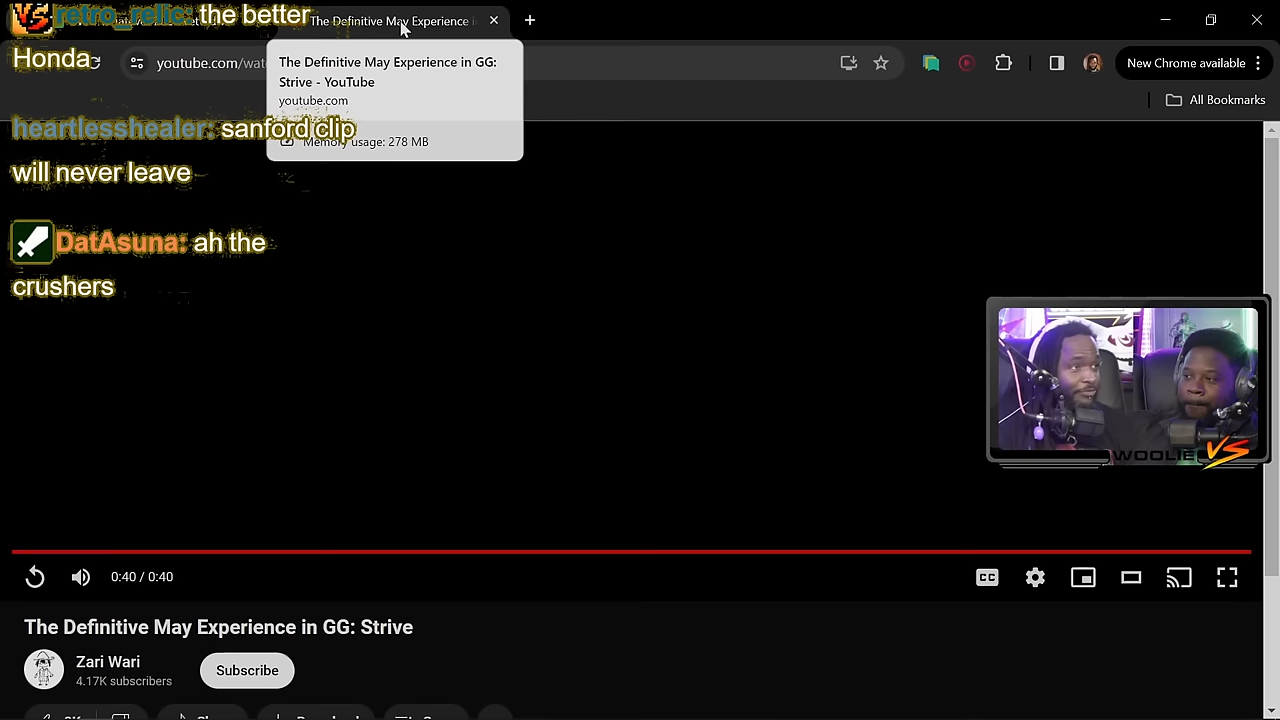 retro_relic: the better
Honda
heartlesshealer: sanford clip
will never leave
DatAsuna: ah the
crushers
The Definitive May Experience
youtube.com/wat
New Chrome available
All Bookmarks
The Definitive May Experience in GG:
Strive - YouTube
youtube.com
Memory usage: 278 MB
WOOLIE VS
0:40 / 0:40
CC
The Definitive May Experience in GG: Strive
Zari Wari
4.17K subscribers
Subscribe